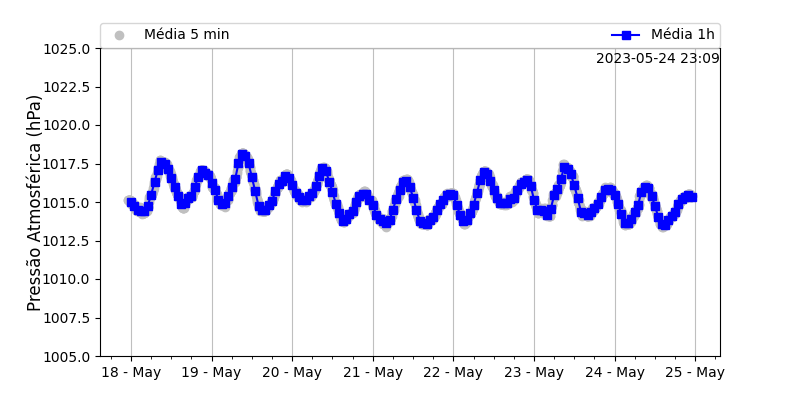 Média 5 min
Média 1h
2023-05-24 23:09
Pressão Atmosférica (hPa)
1025.0
1022.5
1020.0
1017.5
1015.0
1012.5
1010.0
1007.5
1005.0
18 - May
19 - May
20 - May
21 - May
22 - May
23 - May
24 - May
25 - May